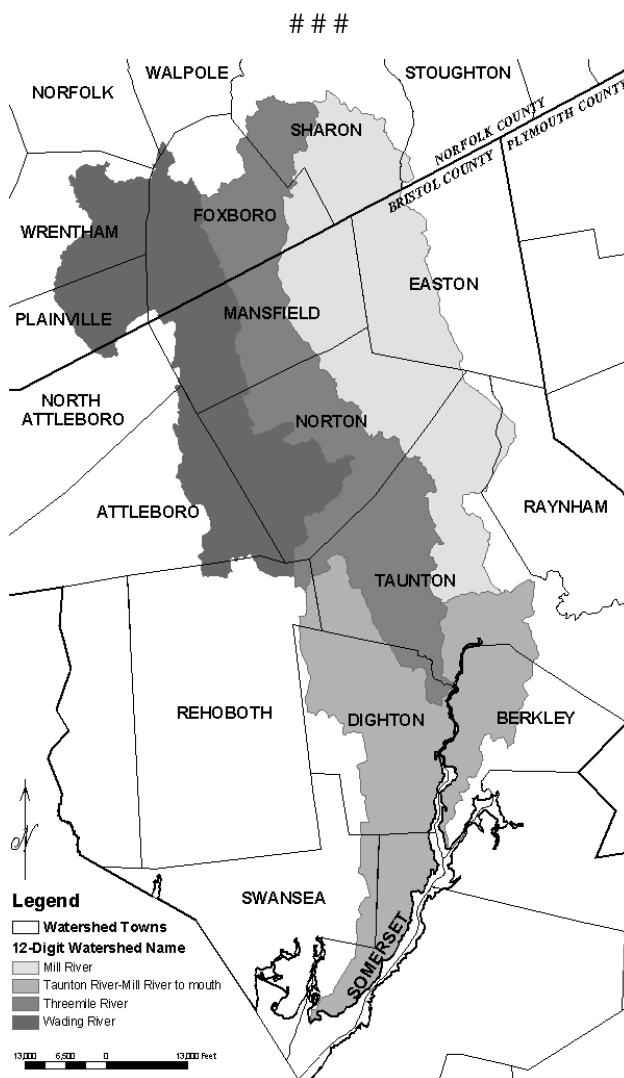 # # #
WALPOLE
STOUGHTON
NORFOLK
SHARON
NORFOLK COUNTY
PLYMOUTH COUNTY
BRISTOL COUNTY
FOXBORO
WRENTHAM
EASTON
PLAINVILLE
MANSFIELD
NORTH
ATTLEBORO
NORTON
ATTLEBORO
RAYNHAM
TAUNTON
REHOBOTH
DIGHTON
BERKLEY
N
SWANSEA
SOMERSET
Legend
Watershed Towns
12-Digit Watershed Name
Mill River
Taunton River-Mill River to mouth
Threemile River
Wading River
13,000 6,500 0 13,000 Feet